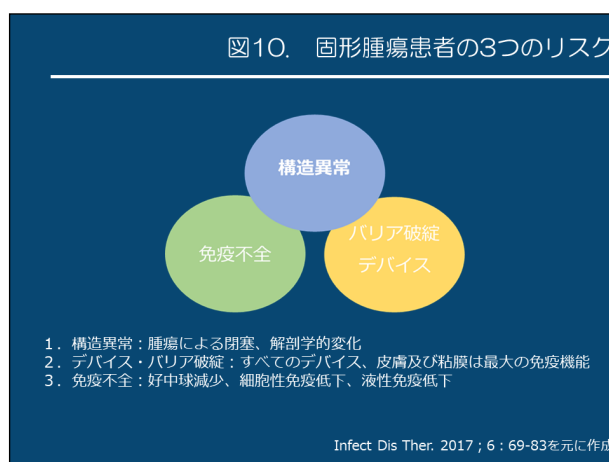 図10. 固形腫瘍患者の3つのリスク
構造異常
免疫不全
バリア破綻
デバイス
1．構造異常：腫瘍による閉塞、解剖学的変化
2．デバイス・バリア破綻：すべてのデバイス、皮膚及び粘膜は最大の免疫機能
3．免疫不全：好中球減少、細胞性免疫低下、液性免疫低下
Infect Dis Ther. 2017；6：69-83を元に作成